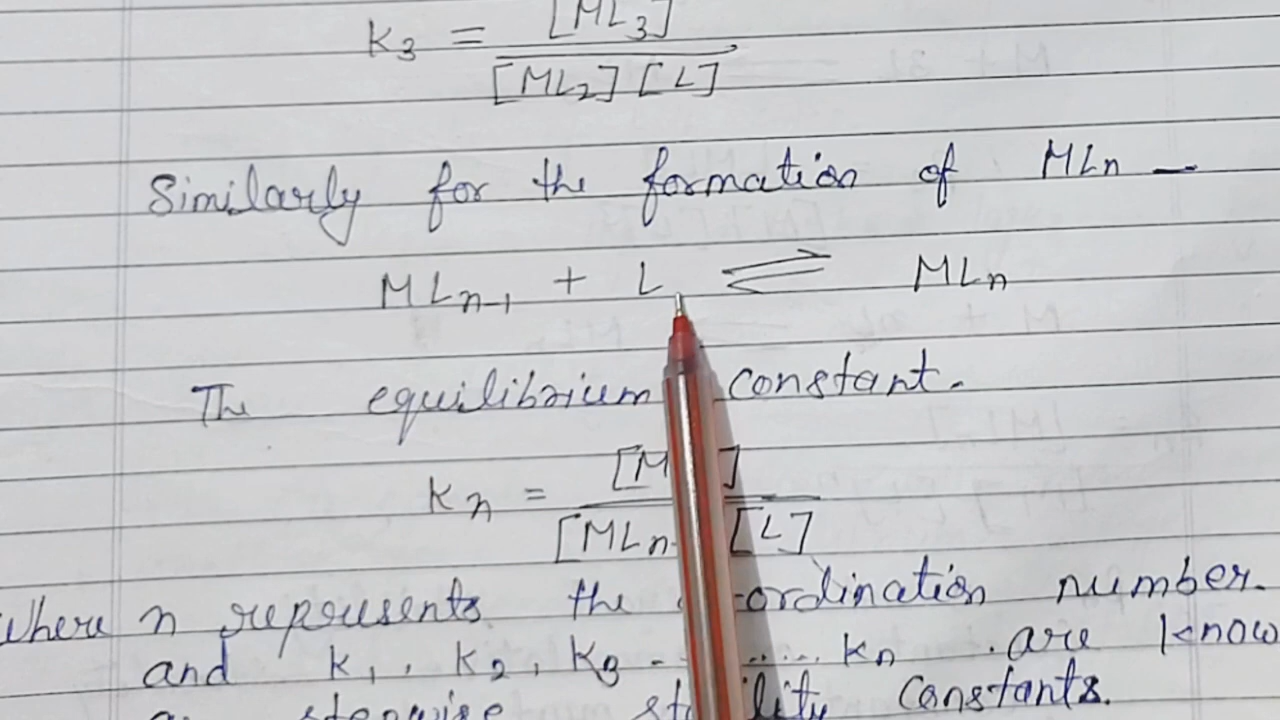 K3 = [ML3]
[ML2] [L]
Similarly for the formation of MLn —
MLn-1 + L ⇌ MLn
The equilibrium constant.
Kn = [M ]
[MLn- [L]
where n represents the ordination number.
and K1, K2, K3 - ..... Kn . are know
stepwise constants.